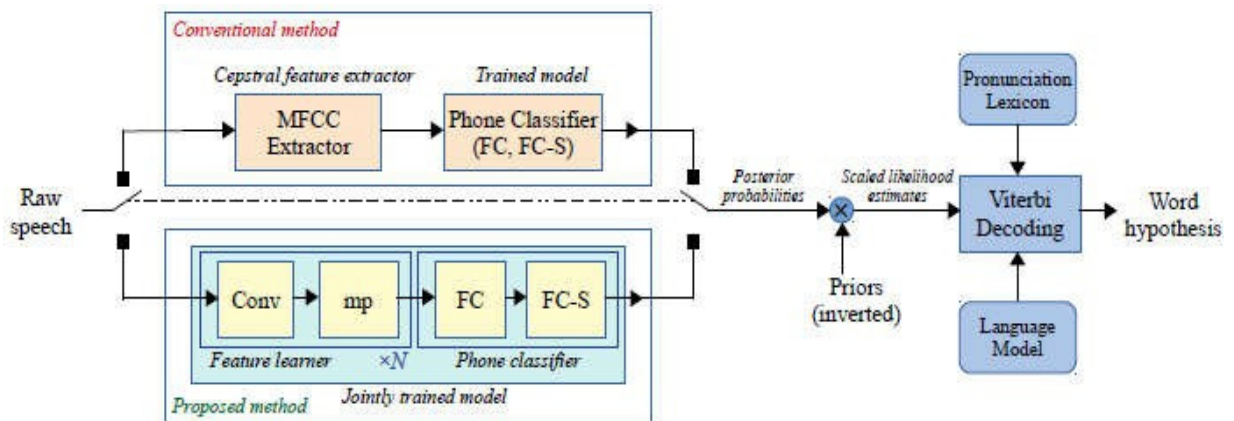 Conventional method
Cepstral feature extractor
Trained model
MFCC
Extractor
Phone Classifier
(FC, FC-S)
Raw
speech
Posterior
probabilities
Scaled likelihood
estimates
×
Pronunciation
Lexicon
Viterbi
Decoding
Word
hypothesis
Priors
(inverted)
Language
Model
Conv
mp
FC
FC-S
Feature learner
×N
Phone classifier
Jointly trained model
Proposed method